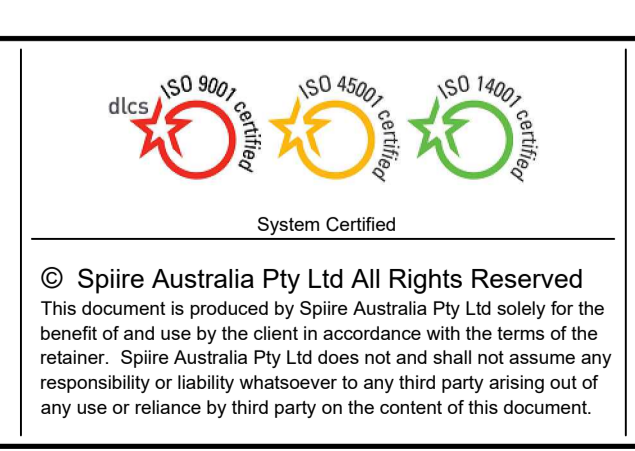 dlcs ISO 9001 certified ISO 45001 certified ISO 14001 certified
System Certified
© Spiire Australia Pty Ltd All Rights Reserved
This document is produced by Spiire Australia Pty Ltd solely for the
benefit of and use by the client in accordance with the terms of the
retainer. Spiire Australia Pty Ltd does not and shall not assume any
responsibility or liability whatsoever to any third party arising out of
any use or reliance by third party on the content of this document.